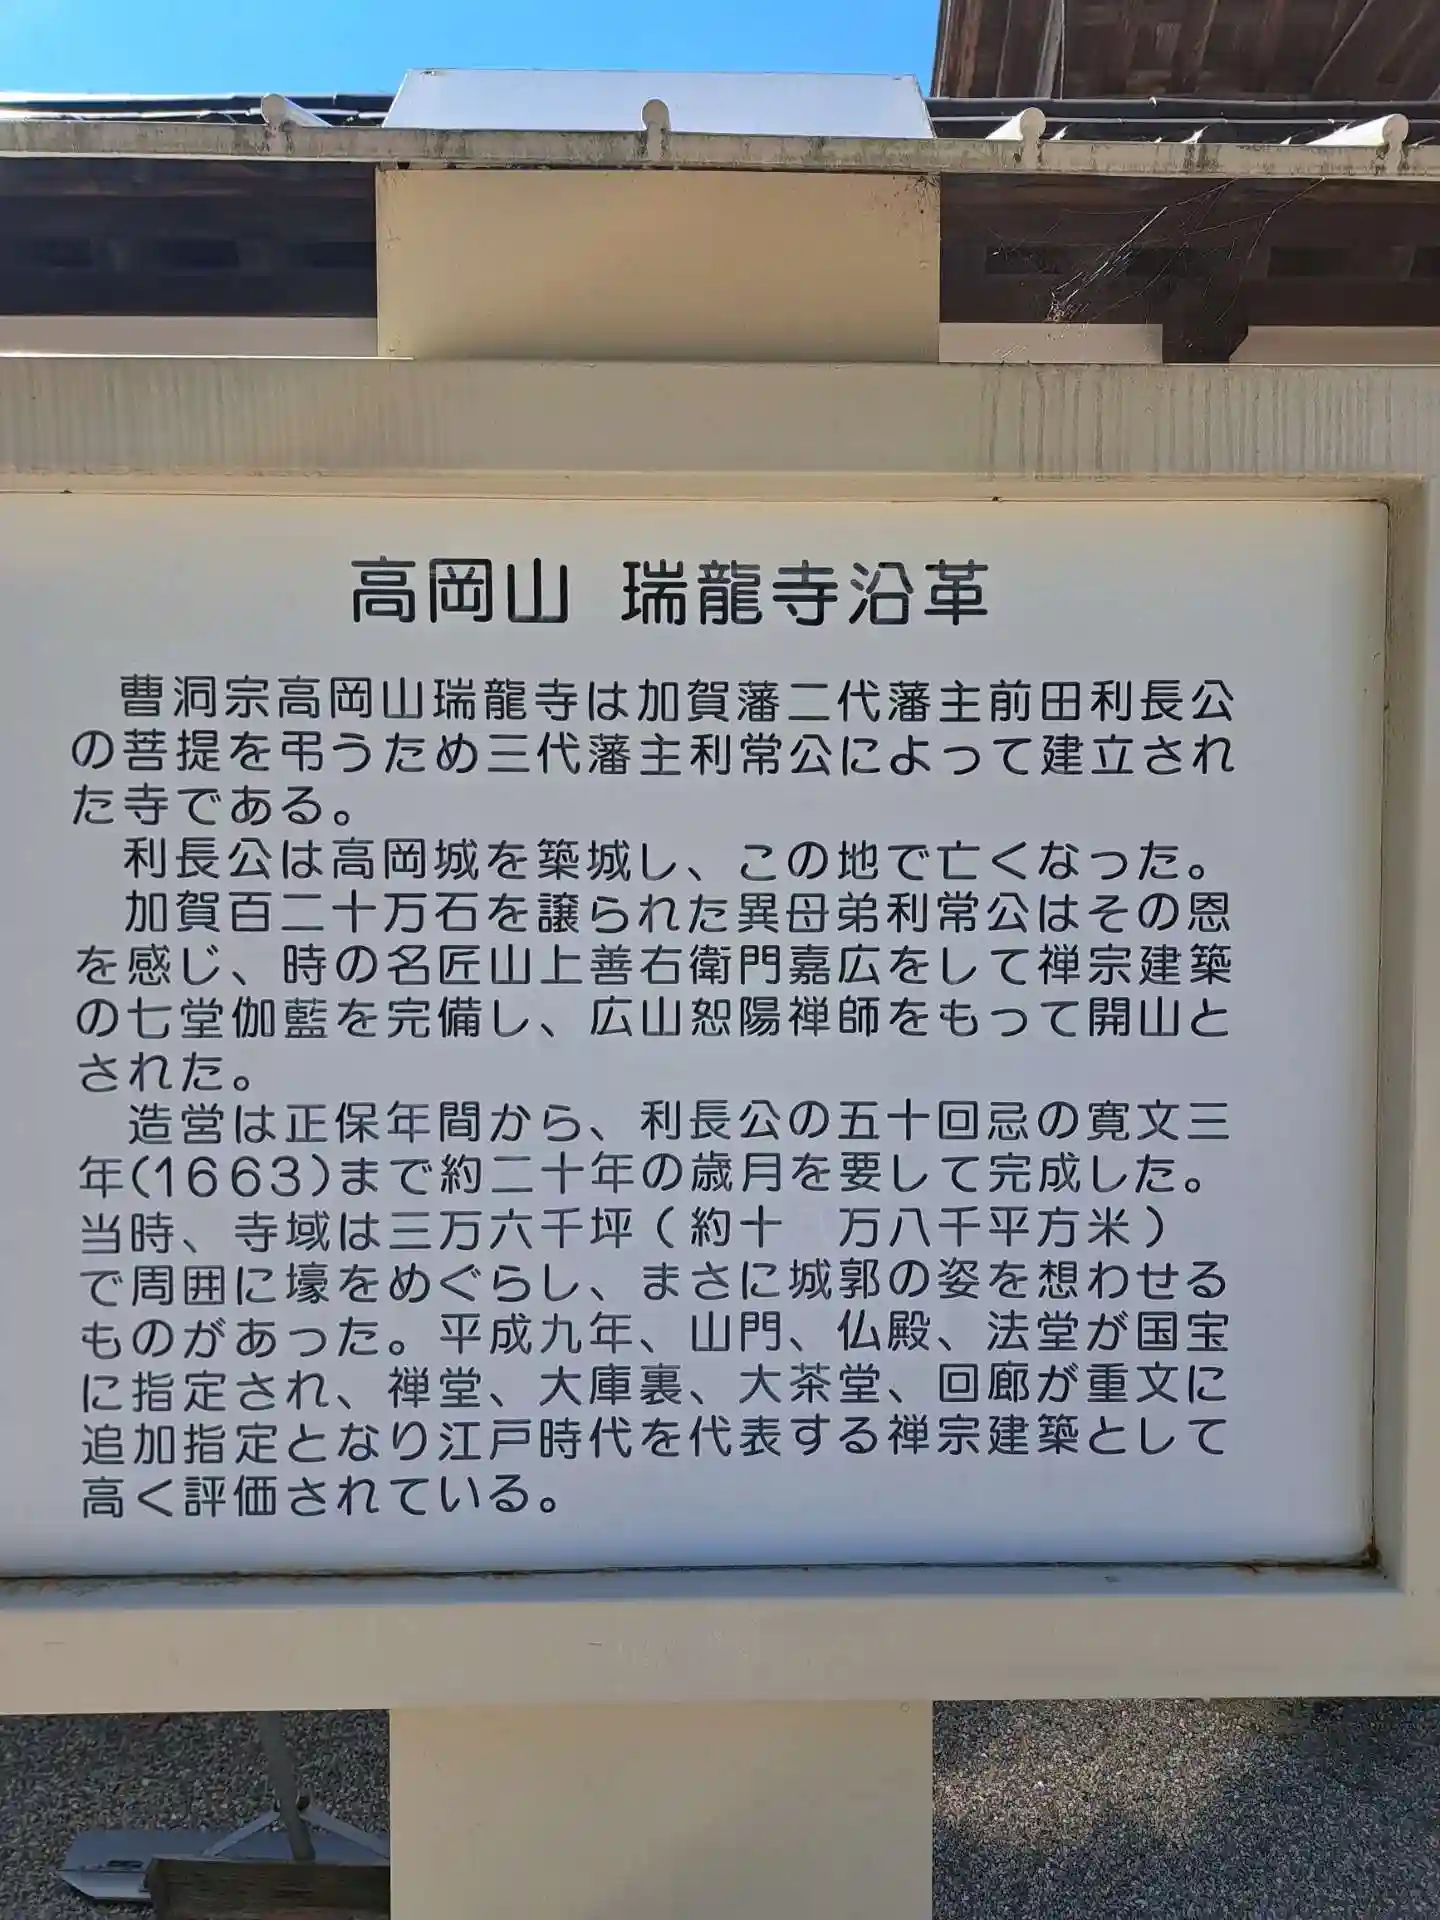 高岡山 瑞龍寺沿革
曹洞宗高岡山瑞龍寺は加賀藩二代藩主前田利長公
の菩提を弔うため三代藩主利常公によって建立され
た寺である。
利長公は高岡城を築城し、この地で亡くなった。
加賀百二十万石を譲られた異母弟利常公はその恩
を感じ、時の名匠山上善右衛門嘉広をして禅宗建築
の七堂伽藍を完備し、広山恕陽禅師をもって開山と
された。
造営は正保年間から、利長公の五十回忌の寛文三
年(1663)まで約二十年の歳月を要して完成した。
当時、寺域は三万六千坪（約十　万八千平方米）
で周囲に壕をめぐらし、まさに城郭の姿を想わせる
ものがあった。平成九年、山門、仏殿、法堂が国宝
に指定され、禅堂、大庫裏、大茶堂、回廊が重文に
追加指定となり江戸時代を代表する禅宗建築として
高く評価されている。